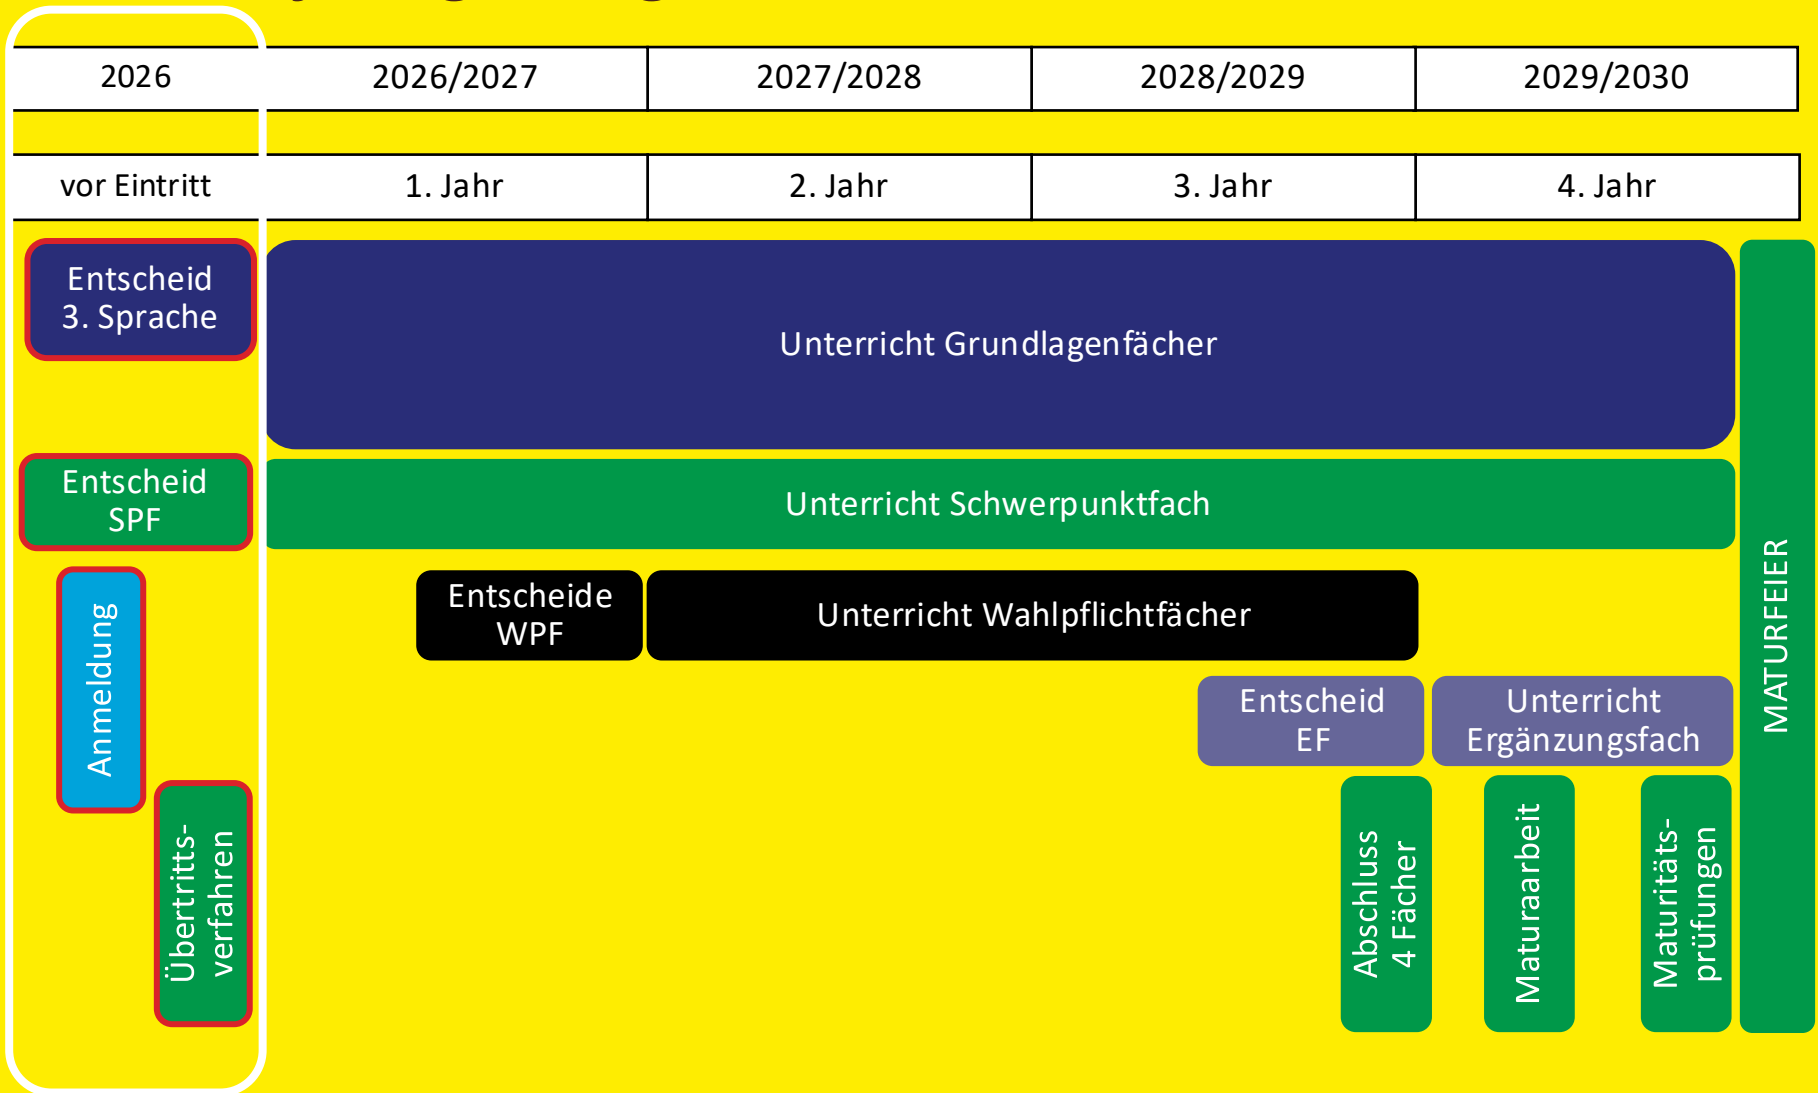 2026
2026/2027
2027/2028
2028/2029
2029/2030
vor Eintritt
1. Jahr
2. Jahr
3. Jahr
4. Jahr
Entscheid
3. Sprache
Unterricht Grundlagenfächer
Entscheid
SPF
Unterricht Schwerpunktfach
Anmeldung
Entscheide
WPF
Unterricht Wahlpflichtfächer
Entscheid
EF
Unterricht
Ergänzungsfach
Übertritts-
verfahren
Abschluss
4 Fächer
Maturaarbeit
Maturitäts-
prüfungen
MATURFEIER